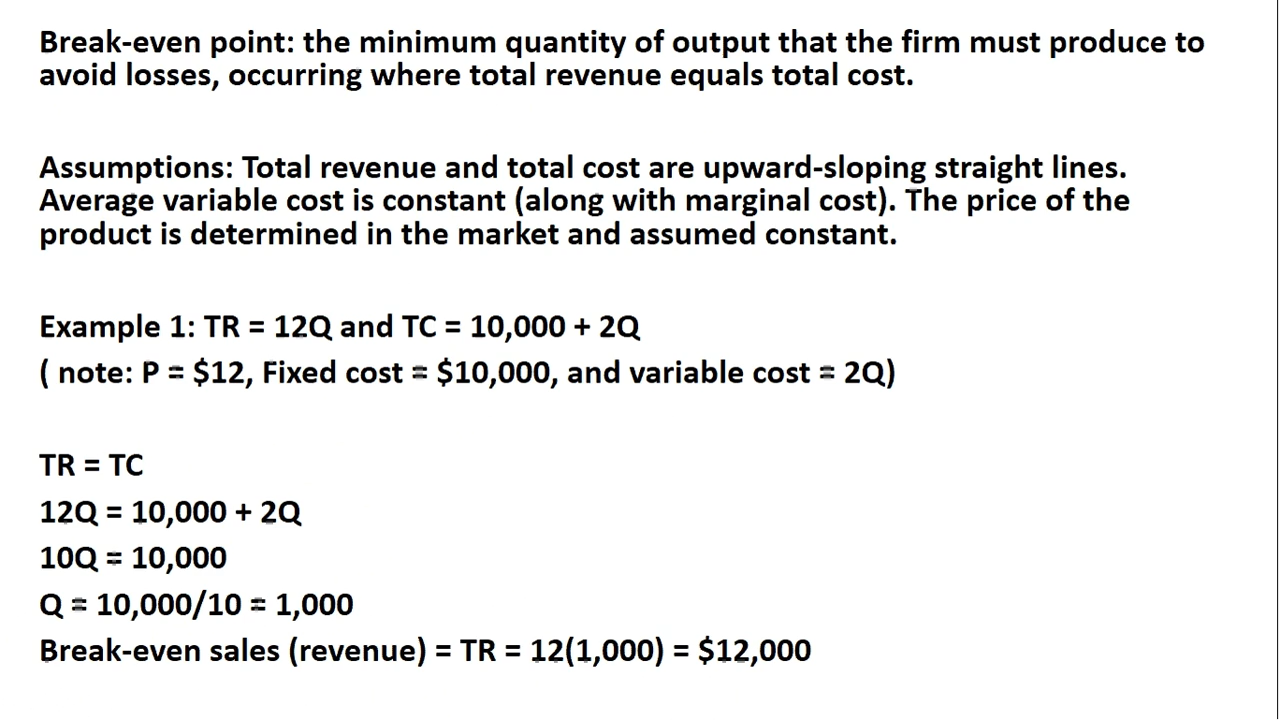 Break-even point: the minimum quantity of output that the firm must produce to
avoid losses, occurring where total revenue equals total cost.
Assumptions: Total revenue and total cost are upward-sloping straight lines.
Average variable cost is constant (along with marginal cost). The price of the
product is determined in the market and assumed constant.
Example 1: TR = 12Q and TC = 10,000 + 2Q
( note: P = $12, Fixed cost = $10,000, and variable cost = 2Q)
TR = TC
12Q = 10,000 + 2Q
10Q = 10,000
Q = 10,000/10 = 1,000
Break-even sales (revenue) = TR = 12(1,000) = $12,000